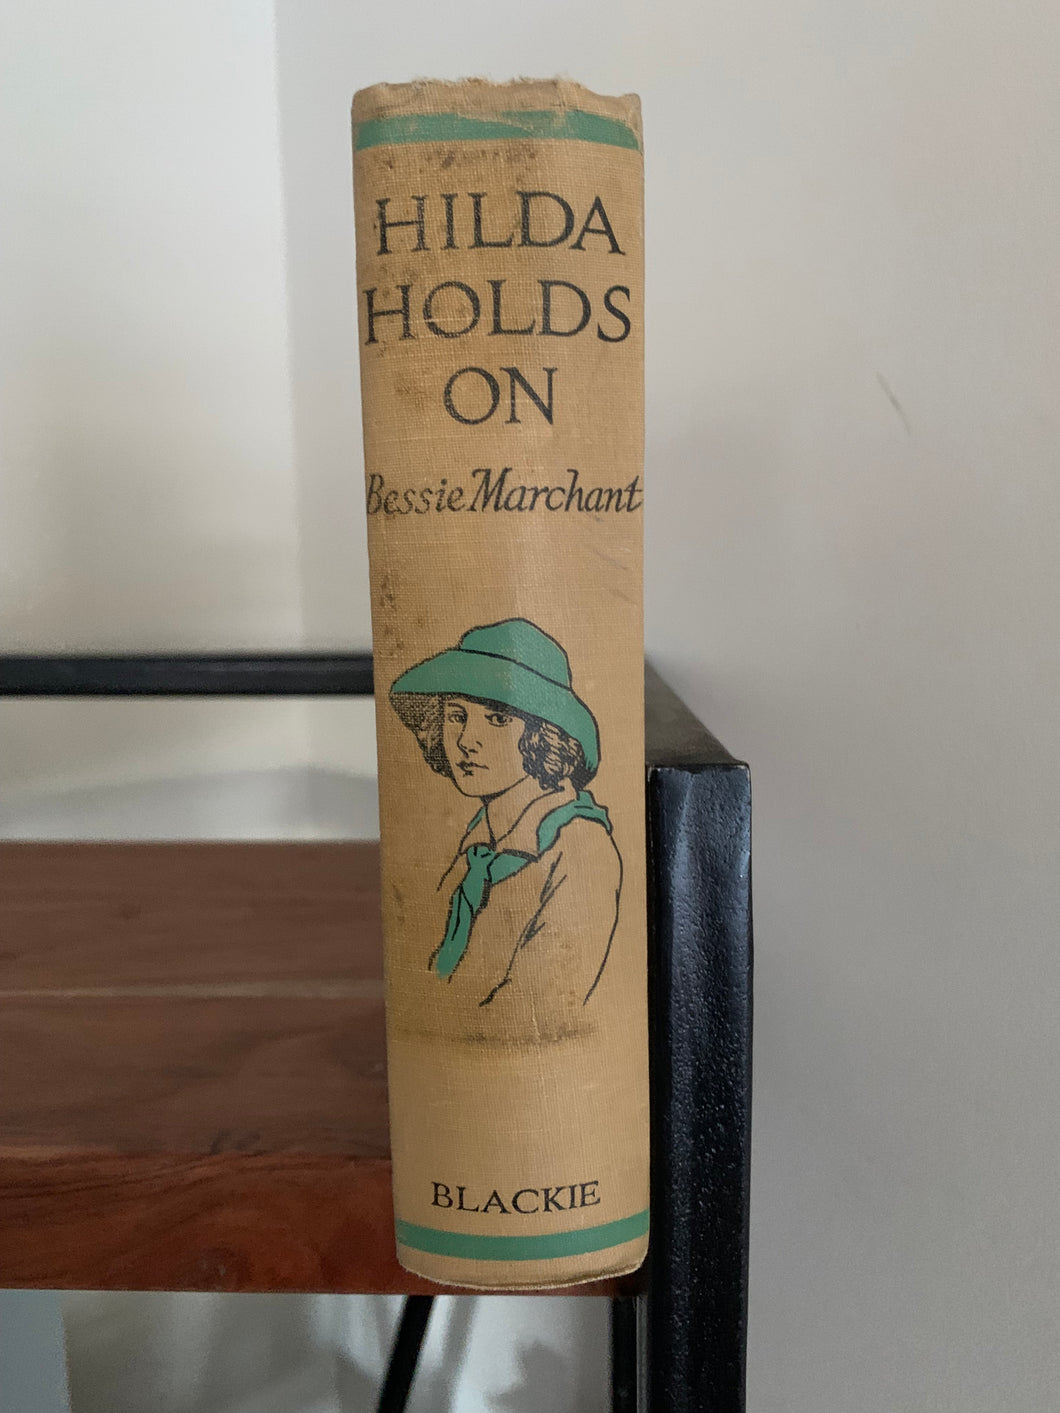 HILDA
HOLDS
ON
Bessie Marchant
BLACKIE